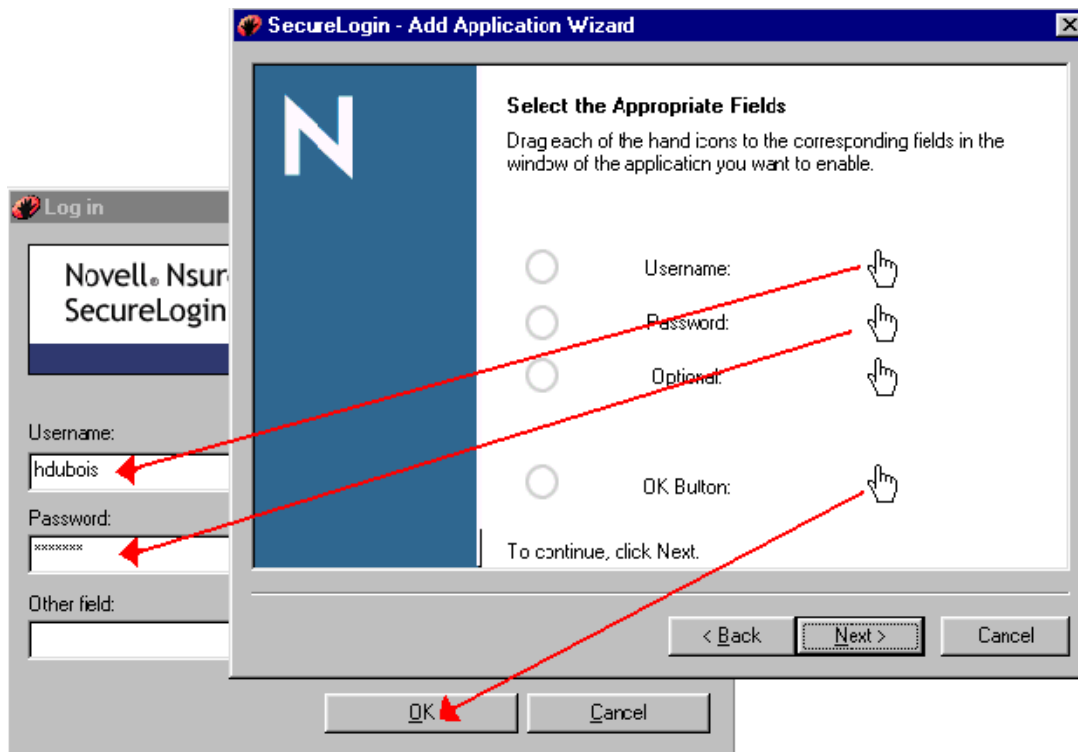 SecureLogin - Add Application Wizard
N
Select the Appropriate Fields
Drag each of the hand icons to the corresponding fields in the
window of the application you want to enable.
Username:
Password:
Optional:
OK Button:
To continue, click Next.
< Back
Next >
Cancel
Log in
Novell® Nsur
SecureLogin
Username:
hdubois
Password:
*******
Other field:
OK
Cancel